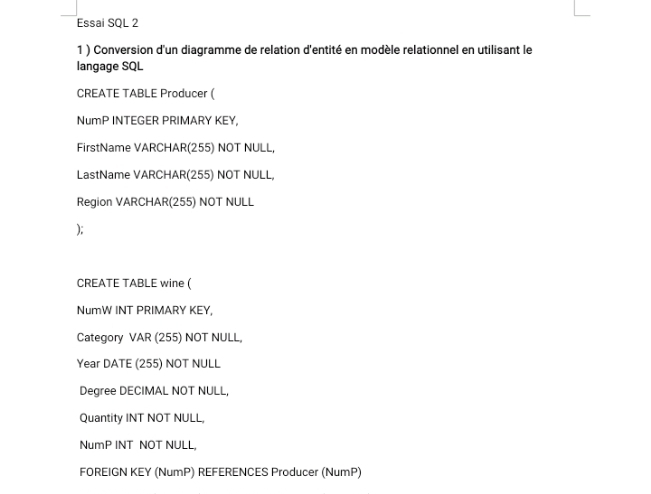 Essai SQL 2
1 ) Conversion d'un diagramme de relation d'entité en modèle relationnel en utilisant le
langage SQL
CREATE TABLE Producer (
NumP INTEGER PRIMARY KEY,
FirstName VARCHAR(255) NOT NULL,
LastName VARCHAR(255) NOT NULL,
Region VARCHAR(255) NOT NULL
);
CREATE TABLE wine (
NumW INT PRIMARY KEY,
Category  VAR (255) NOT NULL,
Year DATE (255) NOT NULL
Degree DECIMAL NOT NULL,
Quantity INT NOT NULL,
NumP INT  NOT NULL,
FOREIGN KEY (NumP) REFERENCES Producer (NumP)